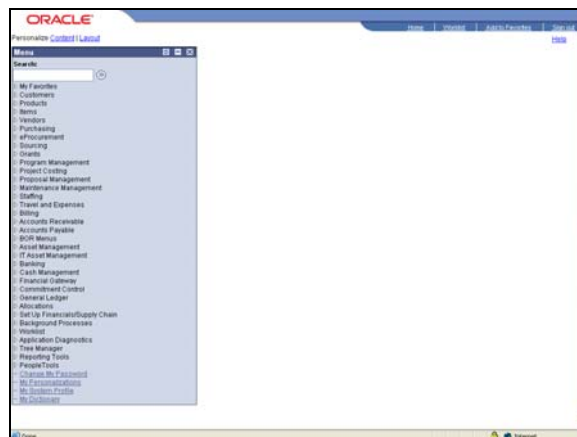 ORACLE
Home | Worklist | Add to Favorites | Sign out
Personalize Content | Layout
Help
Menu
Search:
My Favorites
Customers
Products
Items
Vendors
Purchasing
eProcurement
Sourcing
Grants
Program Management
Project Costing
Proposal Management
Maintenance Management
Staffing
Travel and Expenses
Billing
Accounts Receivable
Accounts Payable
BOR Menus
Asset Management
IT Asset Management
Banking
Cash Management
Financial Gateway
Commitment Control
General Ledger
Allocations
Set Up Financials/Supply Chain
Background Processes
Worklist
Application Diagnostics
Tree Manager
Reporting Tools
PeopleTools
Change My Password
My Personalizations
My System Profile
My Dictionary
Done
Internet